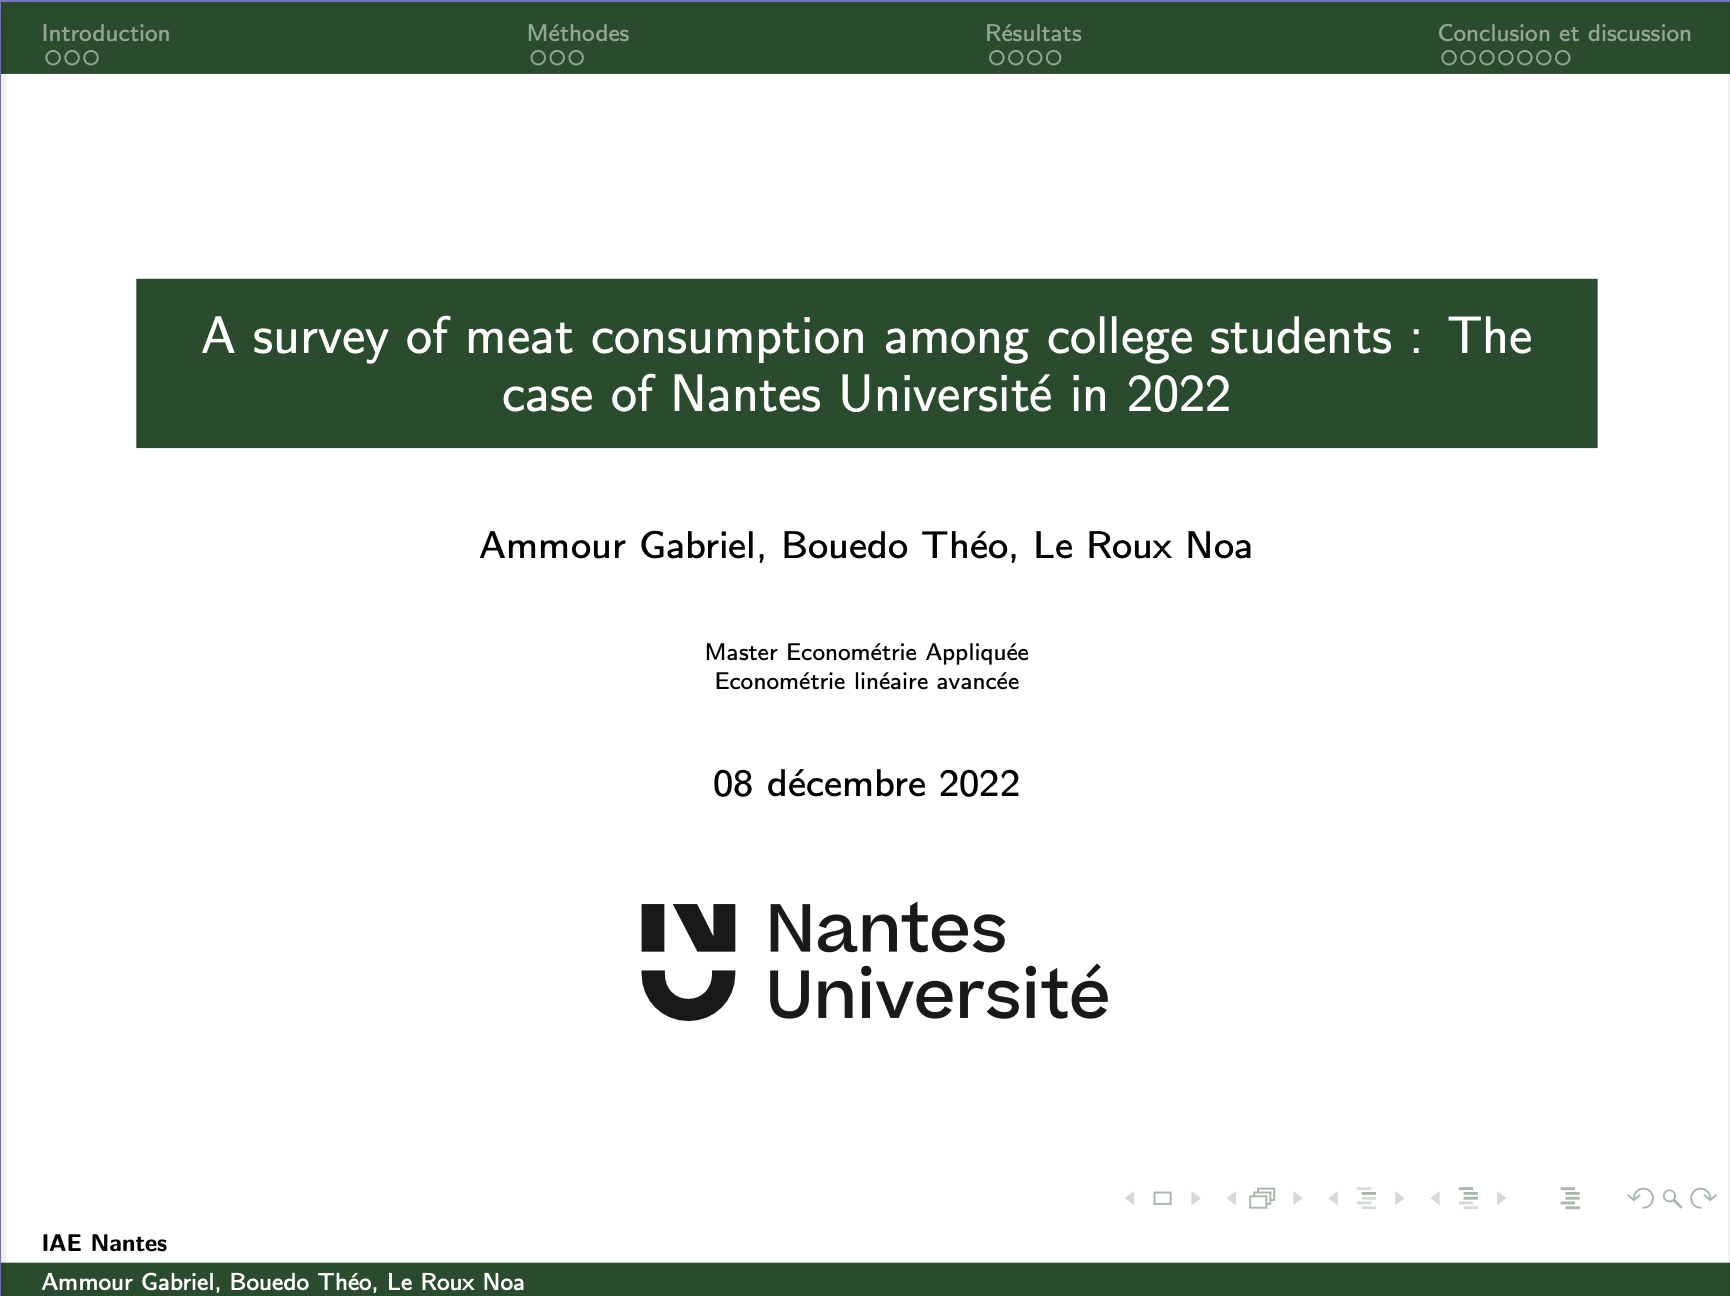 Introduction
Méthodes
Résultats
Conclusion et discussion
A survey of meat consumption among college students : The
case of Nantes Université in 2022
Ammour Gabriel, Bouedo Théo, Le Roux Noa
Master Econométrie Appliquée
Econométrie linéaire avancée
08 décembre 2022
Nantes
Université
IAE Nantes
Ammour Gabriel, Bouedo Théo, Le Roux Noa